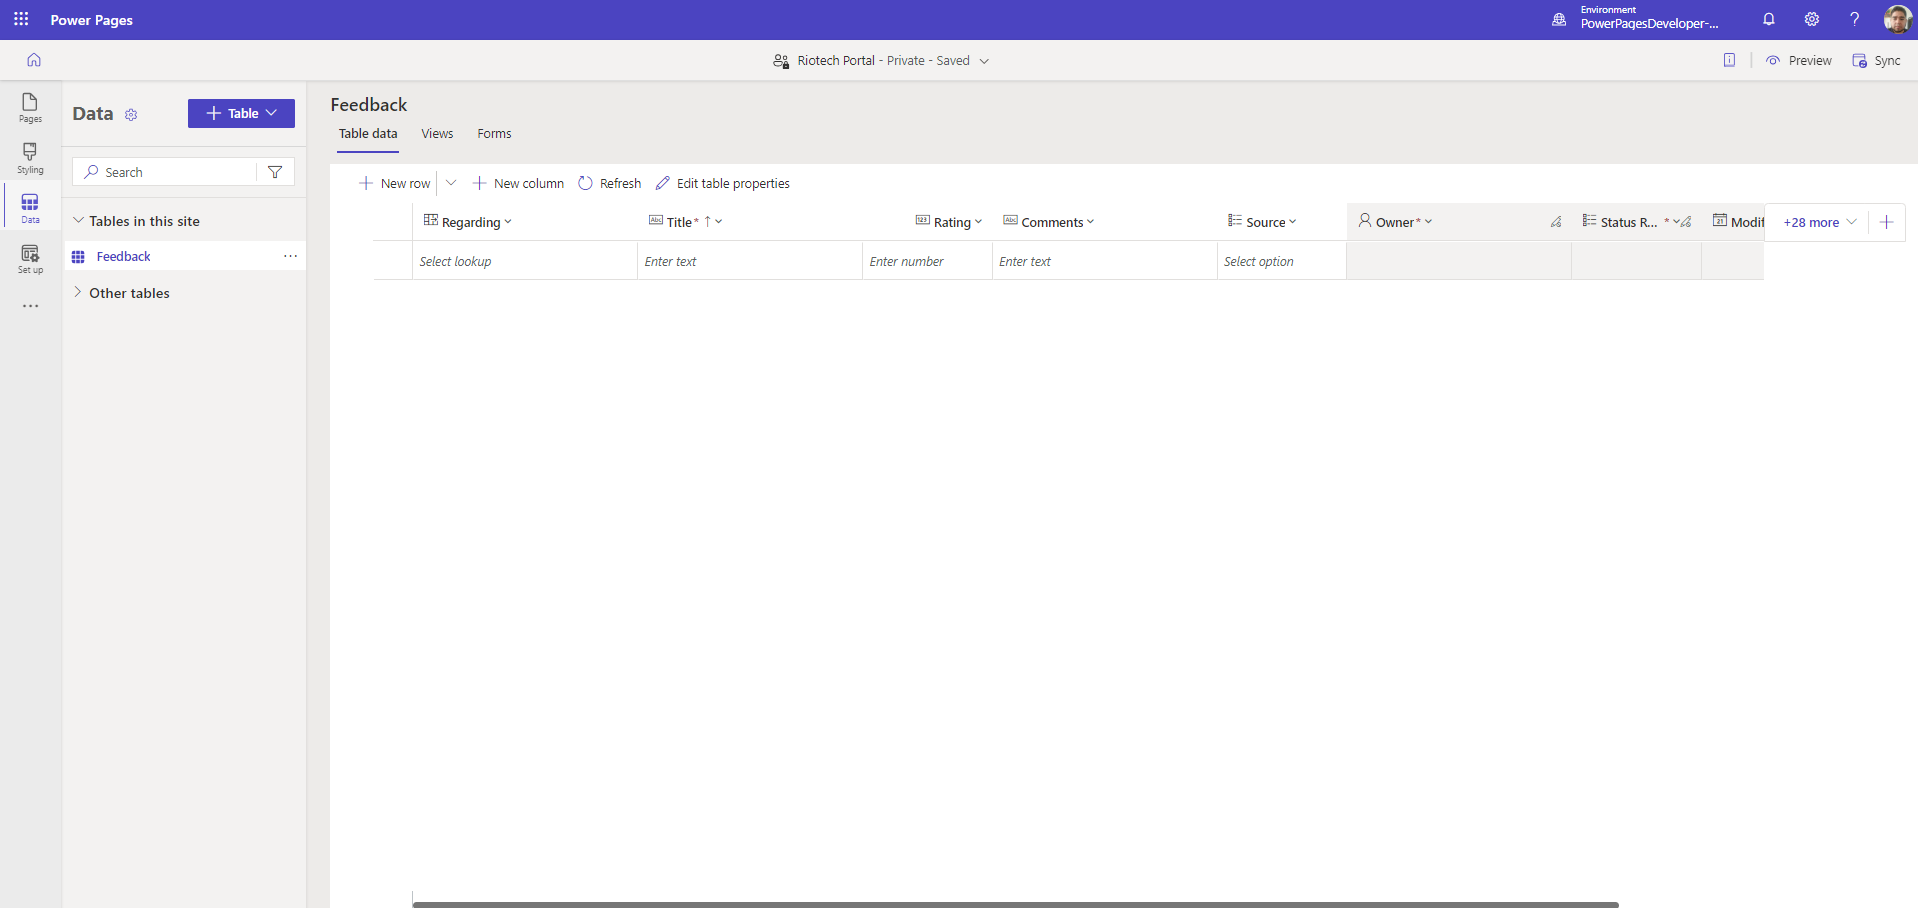 Power Pages
Environment
PowerPagesDeveloper-...
Riotech Portal - Private - Saved
Preview
Sync
Pages
Styling
Data
Set up
Data
Table
Search
Tables in this site
Feedback
Other tables
Feedback
Table data Views Forms
New row New column Refresh Edit table properties
Regarding Title* Rating Comments Source Owner* Status R... * Modif +28 more
Select lookup Enter text Enter number Enter text Select option